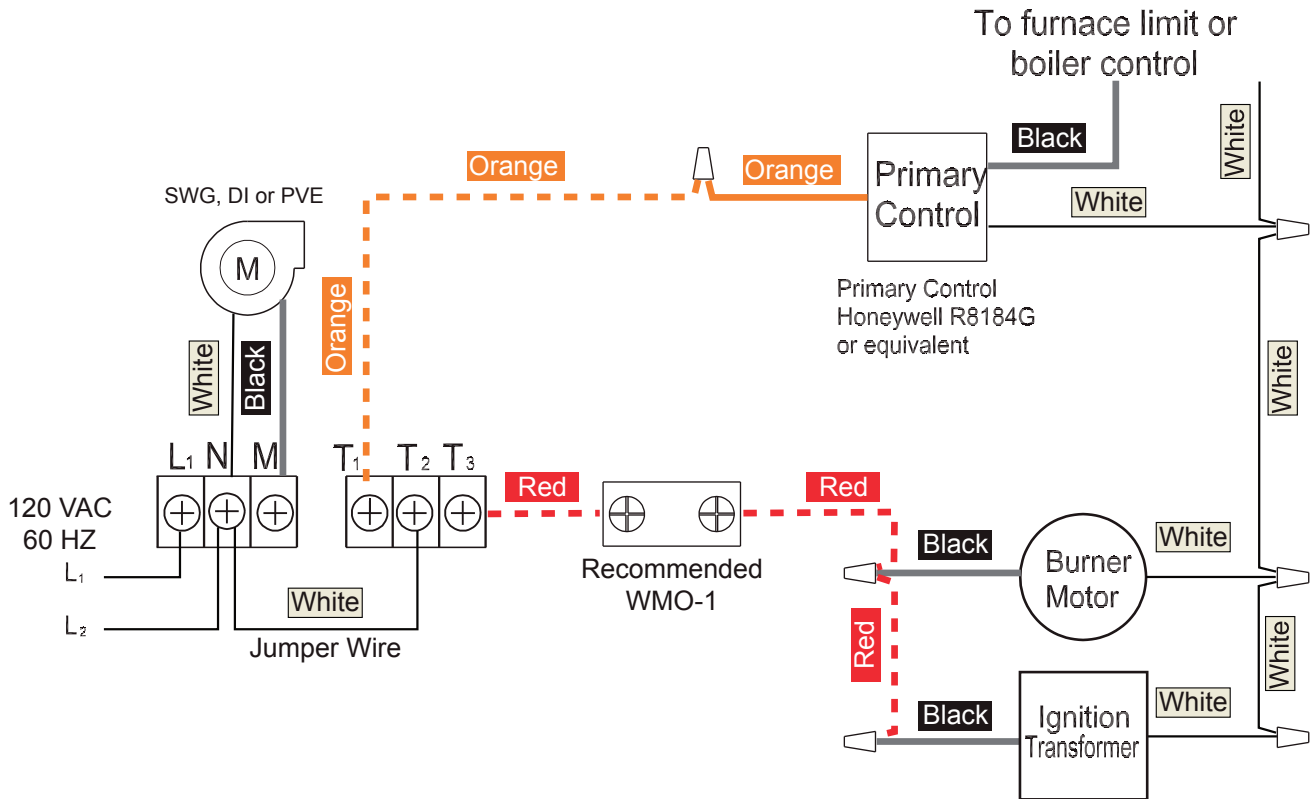 To furnace limit or
boiler control
Black
White
Orange
Orange
Primary
Control
White
SWG, DI or PVE
M
Primary Control
Honeywell R8184G
or equivalent
Orange
White
Black
White
L1 N M
T1 T2 T3
Red
Red
120 VAC
60 HZ
Recommended
WMO-1
Black
Burner
Motor
White
L1
L2
White
Jumper Wire
Red
White
Black
Ignition
Transformer
White